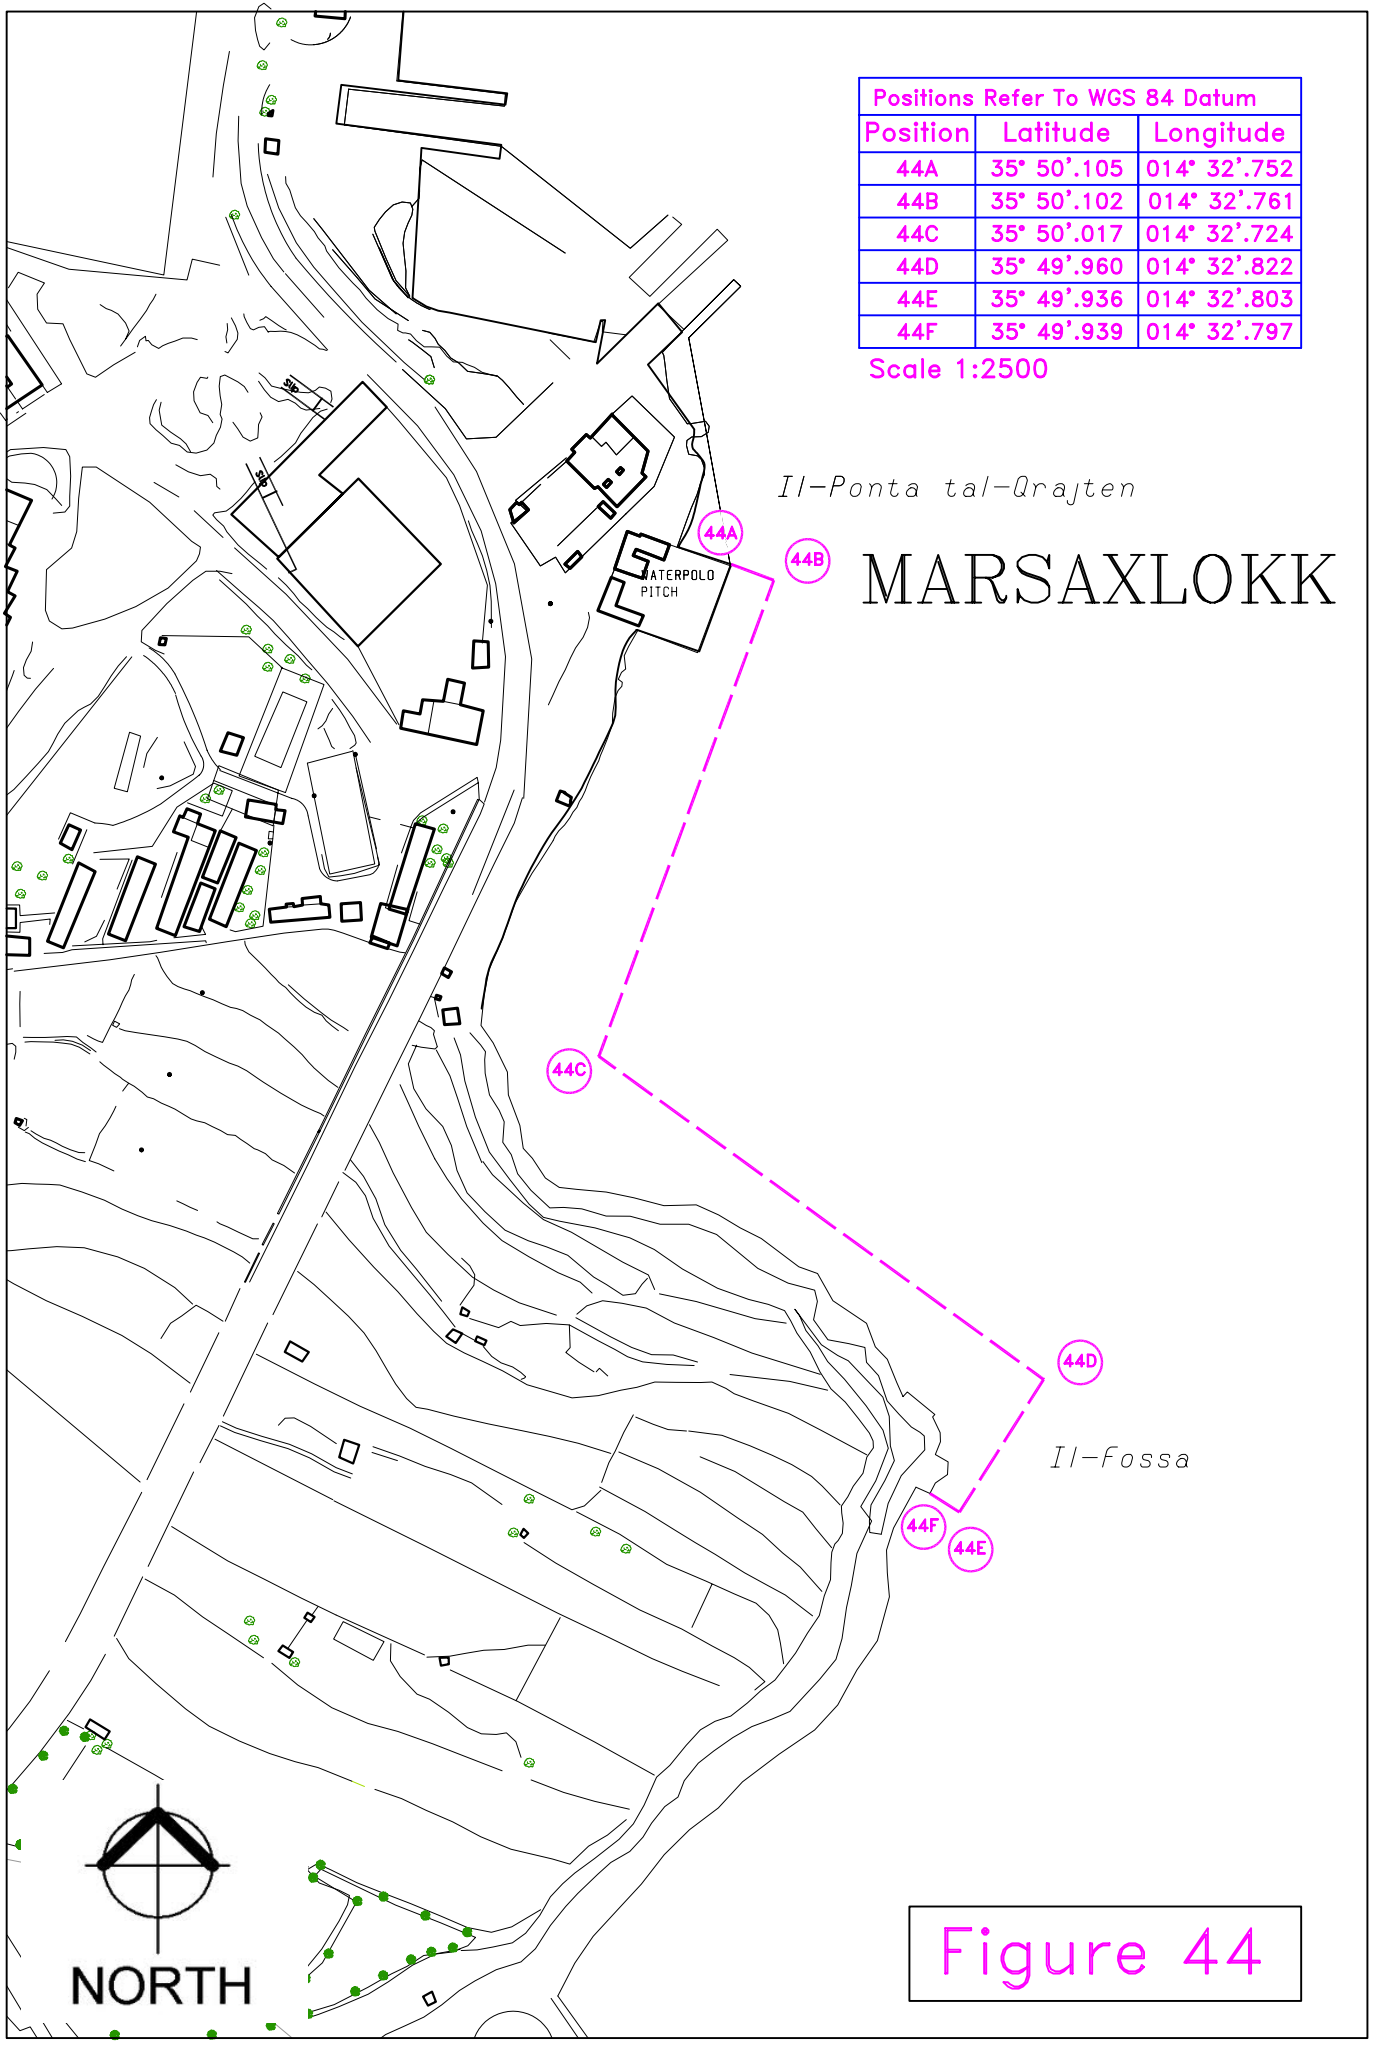 Positions Refer To WGS 84 Datum
Position Latitude Longitude
44A 35° 50'.105 014° 32'.752
44B 35° 50'.102 014° 32'.761
44C 35° 50'.017 014° 32'.724
44D 35° 49'.960 014° 32'.822
44E 35° 49'.936 014° 32'.803
44F 35° 49'.939 014° 32'.797
Scale 1:2500
Slip
Slip
Il-Ponta tal-Qrajten
44A
44B
MARSAXLOKK
WATERPOLO
PITCH
44C
44D
Il-Fossa
44F
44E
Figure 44
NORTH